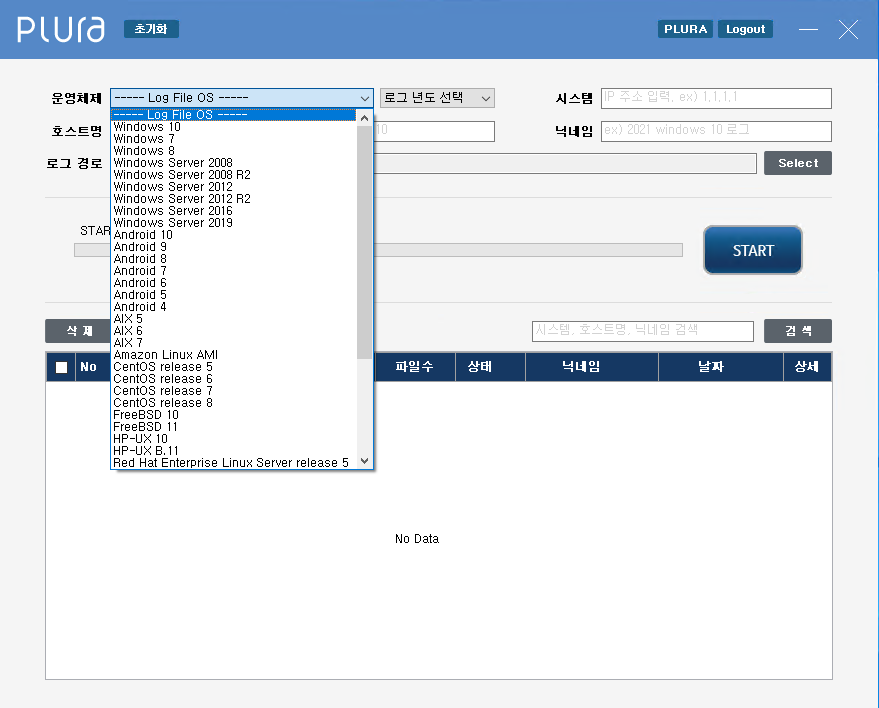 PLURA 초기화 PLURA Logout
운영체제 ----- Log File OS ----- 로그 년도 선택 시스템 IP 주소 입력, ex) 1.1.1.1
호스트명 10 닉네임 ex) 2021 windows 10 로그
로그 경로 Select
----- Log File OS -----
Windows 10
Windows 7
Windows 8
Windows Server 2008
Windows Server 2008 R2
Windows Server 2012
Windows Server 2012 R2
Windows Server 2016
Windows Server 2019
Android 10
Android 9
Android 8
Android 7
Android 6
Android 5
Android 4
AIX 5
AIX 6
AIX 7
Amazon Linux AMI
CentOS release 5
CentOS release 6
CentOS release 7
CentOS release 8
FreeBSD 10
FreeBSD 11
HP-UX 10
HP-UX B.11
Red Hat Enterprise Linux Server release 5
STAR START
삭 제 시스템, 호스트명, 닉네임 검색 검 색
No 파일수 상태 닉네임 날짜 상세
No Data